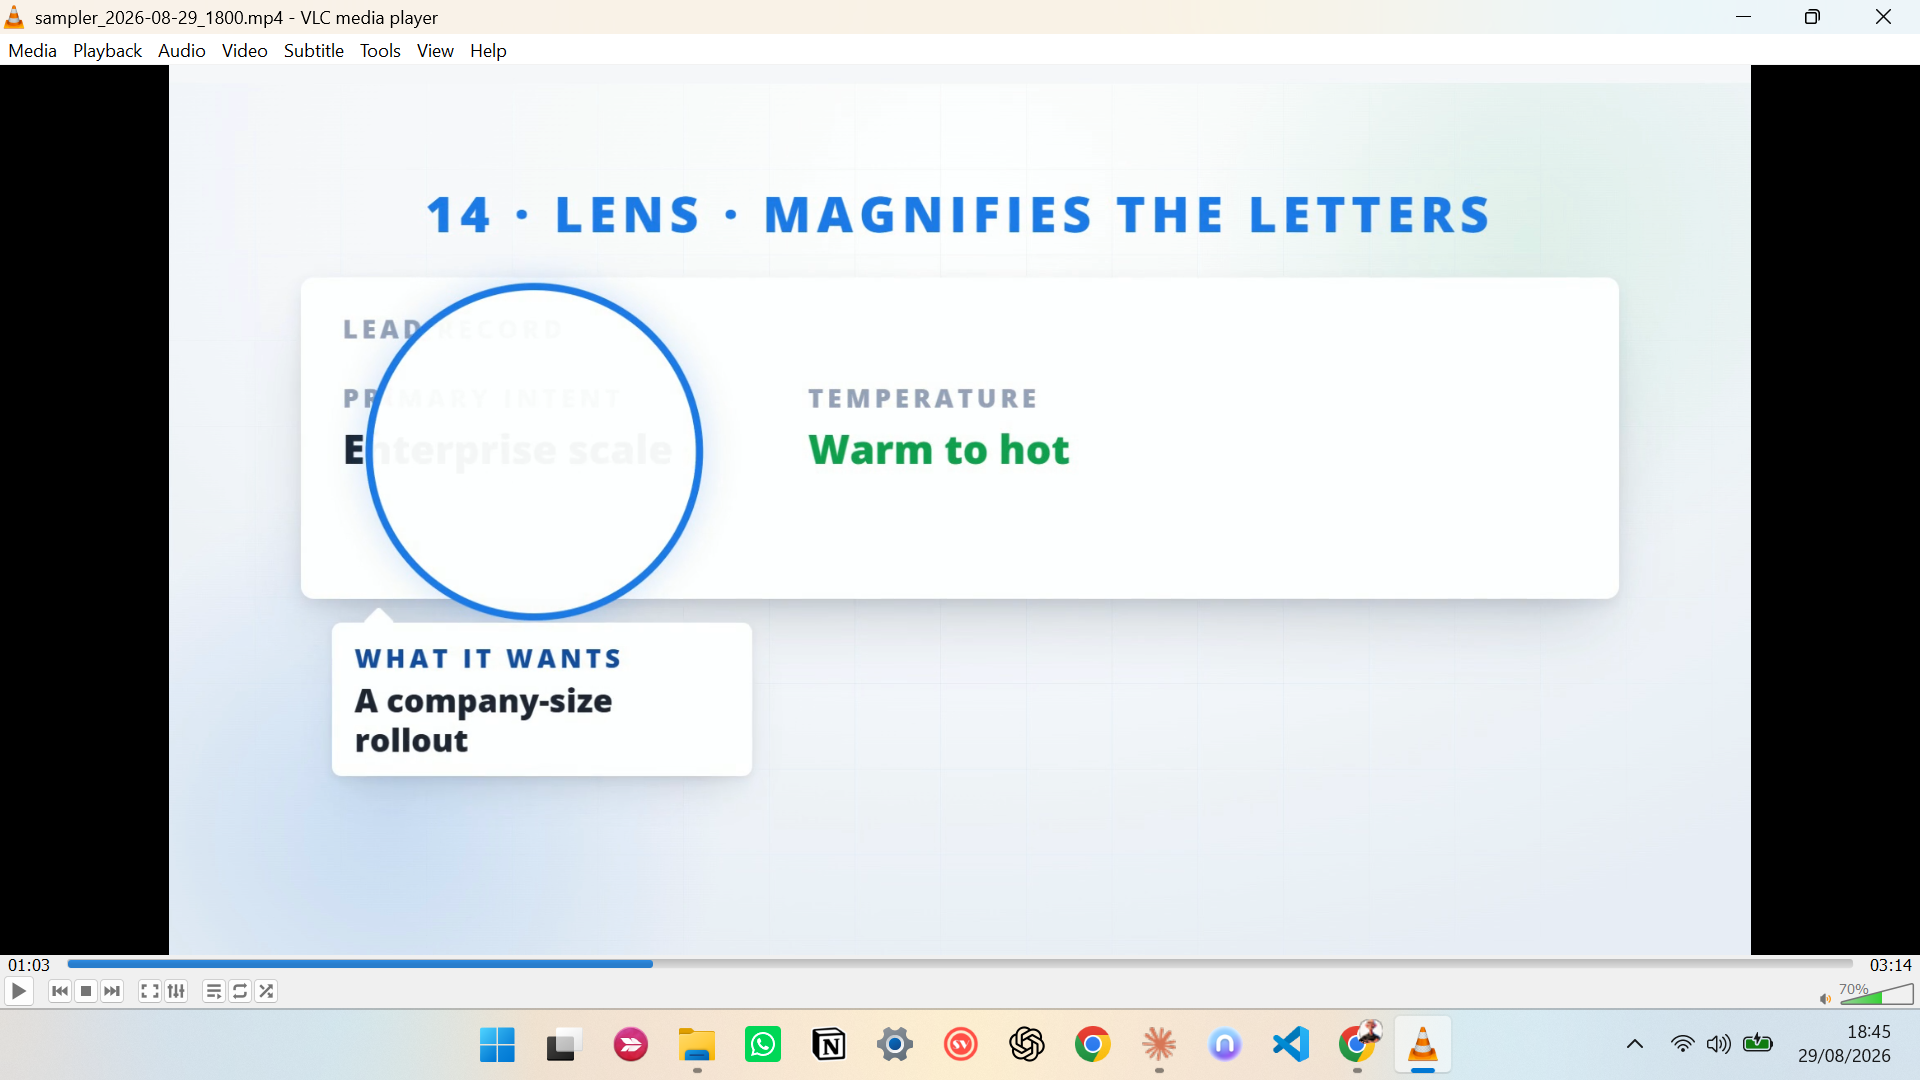 sampler_2026-08-29_1800.mp4 - VLC media player
Media Playback Audio Video Subtitle Tools View Help
14 · LENS · MAGNIFIES THE LETTERS
LEAD RECORD
PRIMARY INTENT
Enterprise scale
TEMPERATURE
Warm to hot
WHAT IT WANTS
A company-size
rollout
01:03
03:14
70%
18:45
29/08/2026